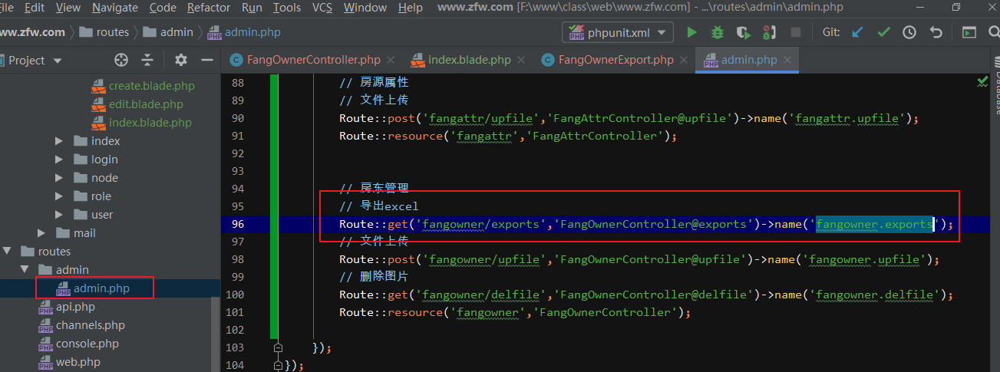 File Edit View Navigate Code Refactor Run Tools VCS Window Help www.zfw.com [F:\www\class\web\www.zfw.com] - ...\routes\admin\admin.php
www.zfw.com routes admin admin.php phpunit.xml Git:
Project FangOwnerController.php index.blade.php FangOwnerExport.php admin.php
Database
create.blade.php
edit.blade.php
index.blade.php
index
login
node
role
user
mail
routes
admin
admin.php
api.php
channels.php
console.php
web.php
88 // 房源属性
89 // 文件上传
90 Route::post('fangattr/upfile','FangAttrController@upfile')->name('fangattr.upfile');
91 Route::resource('fangattr','FangAttrController');
92
93
94 // 房东管理
95 // 导出excel
96 Route::get('fangowner/exports','FangOwnerController@exports')->name('fangowner.exports');
97 // 文件上传
98 Route::post('fangowner/upfile','FangOwnerController@upfile')->name('fangowner.upfile');
99 // 删除图片
100 Route::get('fangowner/delfile','FangOwnerController@delfile')->name('fangowner.delfile');
101 Route::resource('fangowner','FangOwnerController');
102
103 });
104 });